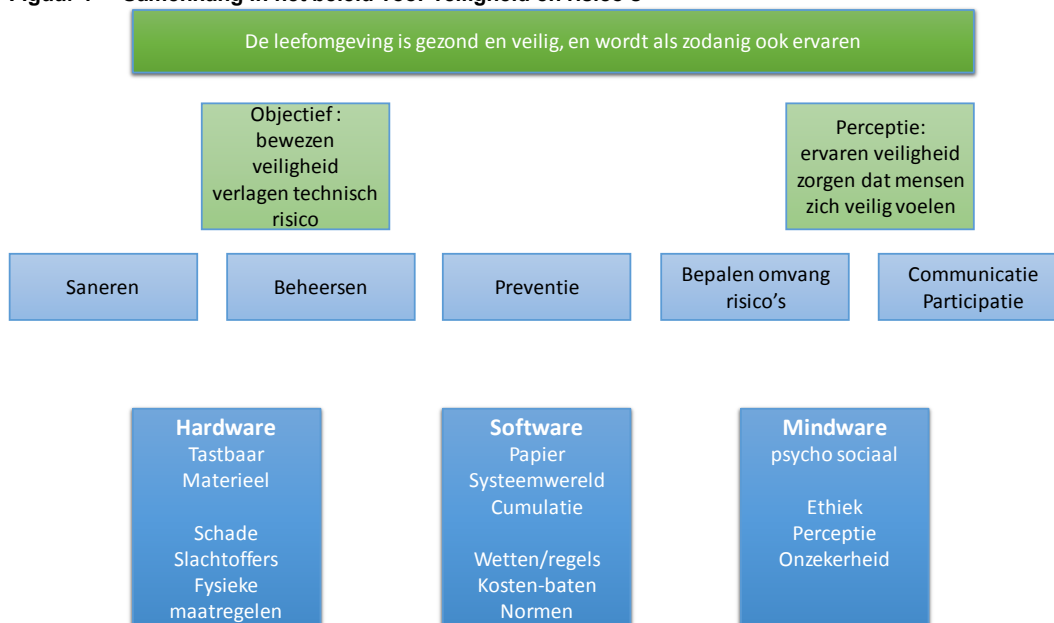 De leefomgeving is gezond en veilig, en wordt als zodanig ook ervaren
Objectief :
bewezen
veiligheid
verlagen technisch
risico
Perceptie:
ervaren veiligheid
zorgen dat mensen
zich veilig voelen
Saneren
Beheersen
Preventie
Bepalen omvang
risico's
Communicatie
Participatie
Hardware
Tastbaar
Materieel
Schade
Slachtoffers
Fysieke
maatregelen
Software
Papier
Systeemwereld
Cumulatie
Wetten/regels
Kosten-baten
Normen
Mindware
psycho sociaal
Ethiek
Perceptie
Onzekerheid